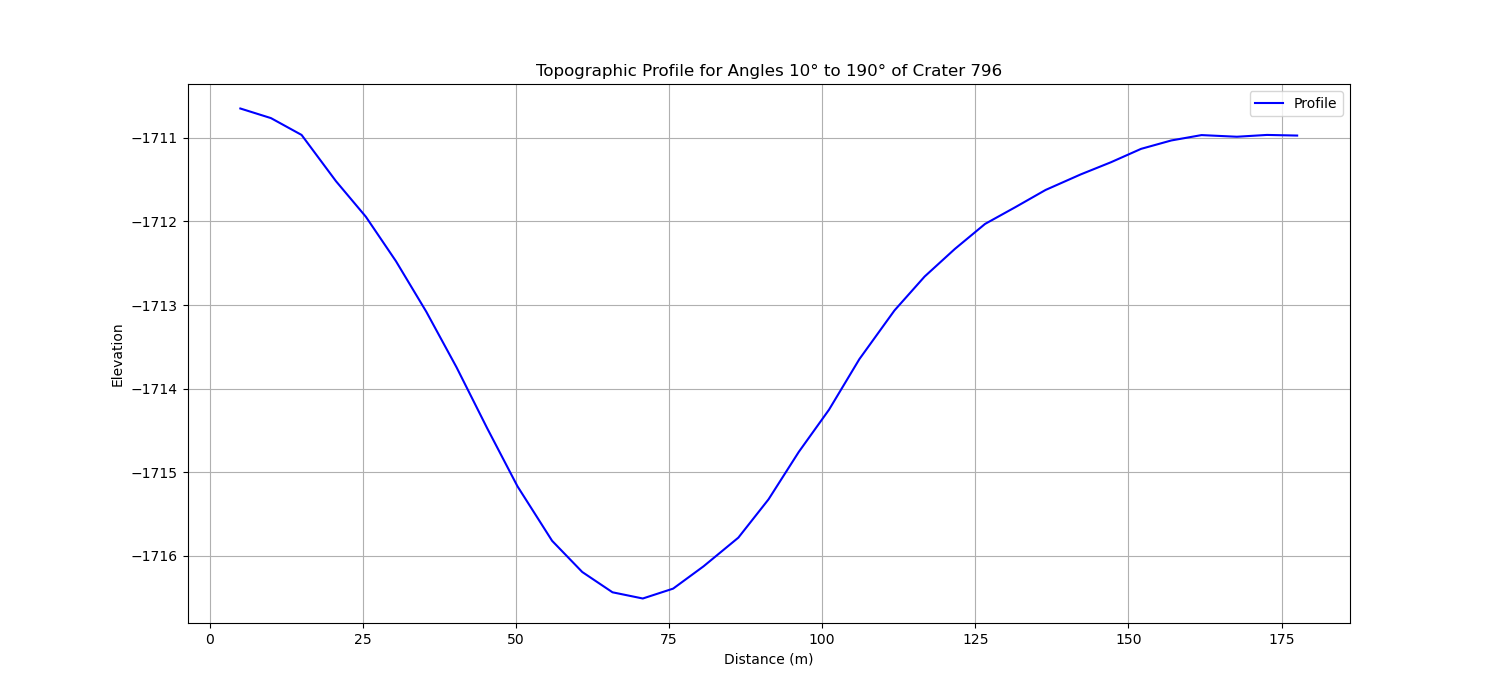 Topographic Profile for Angles 10° to 190° of Crater 796
Profile
−1711
−1712
−1713
−1714
−1715
−1716
Elevation
0 25 50 75 100 125 150 175
Distance (m)